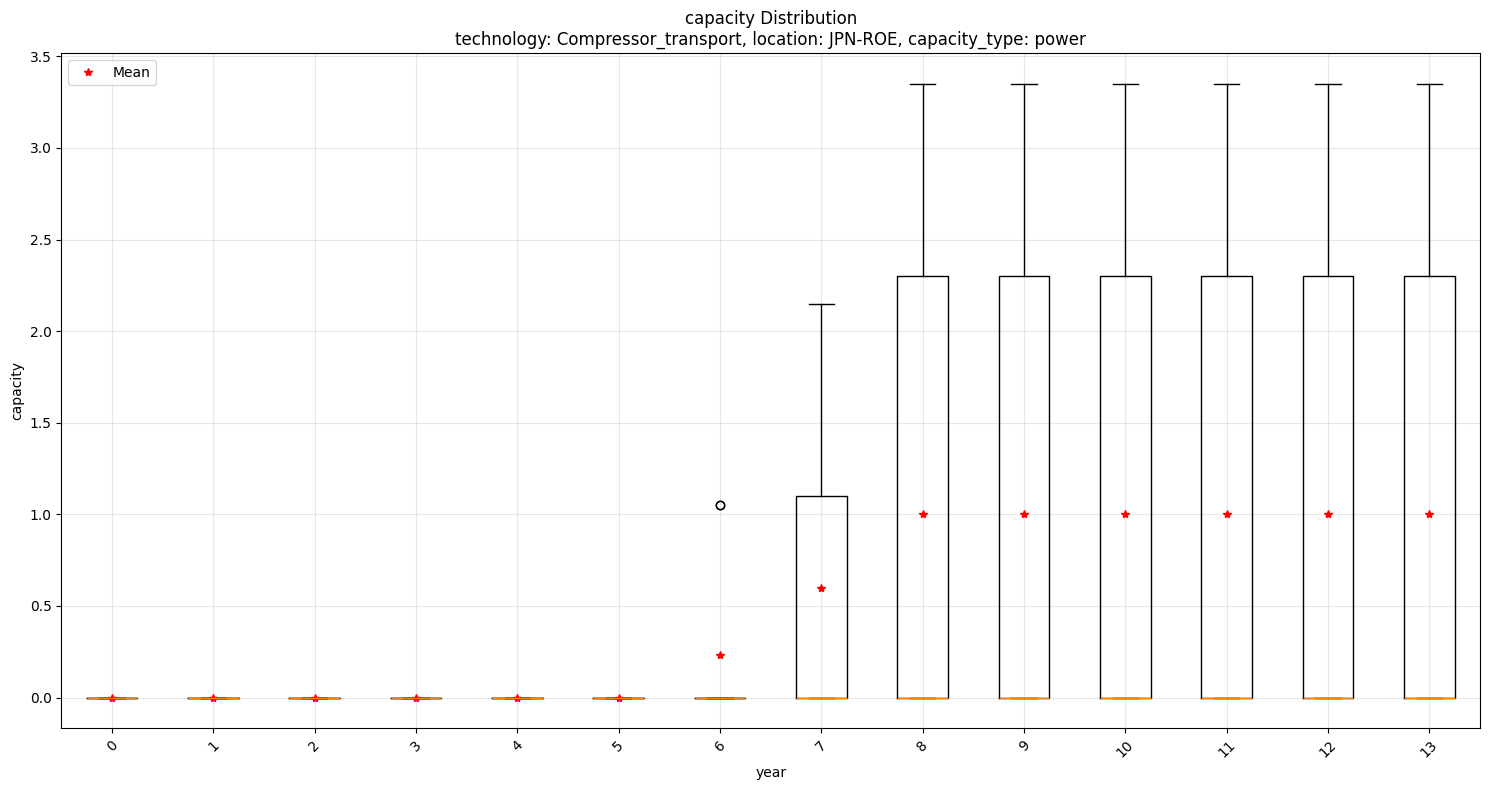 capacity Distribution
technology: Compressor_transport, location: JPN-ROE, capacity_type: power
Mean
3.5
3.0
2.5
2.0
1.5
1.0
0.5
0.0
capacity
0 1 2 3 4 5 6 7 8 9 10 11 12 13
year